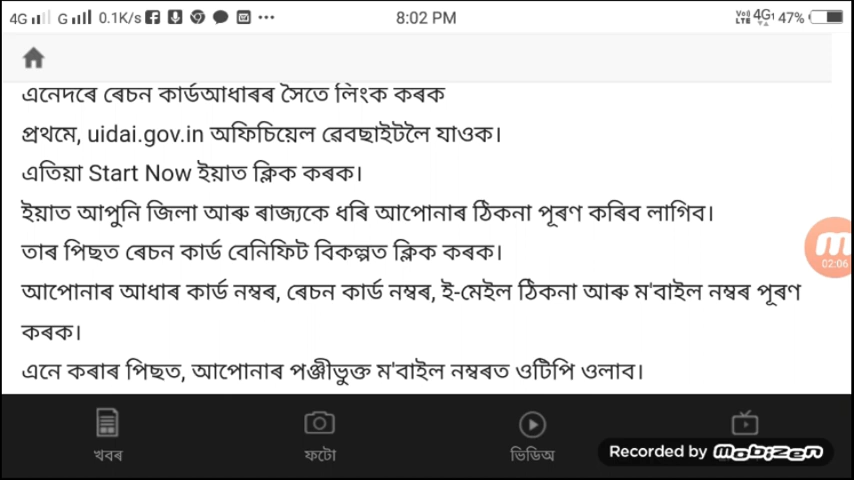 4G G 0.1K/s 8:02 PM VoLTE 4G1 47%
এনেদৰে ৰেচন কাৰ্ডআধাৰৰ সৈতে লিংক কৰক
প্ৰথমে, uidai.gov.in অফিচিয়েল ৱেবছাইটলৈ যাওক।
এতিয়া Start Now ইয়াত ক্লিক কৰক।
ইয়াত আপুনি জিলা আৰু ৰাজ্যকে ধৰি আপোনাৰ ঠিকনা পূৰণ কৰিব লাগিব।
তাৰ পিছত ৰেচন কাৰ্ড বেনিফিট বিকল্পত ক্লিক কৰক।
02:06
আপোনাৰ আধাৰ কাৰ্ড নম্বৰ, ৰেচন কাৰ্ড নম্বৰ, ই-মেইল ঠিকনা আৰু ম'বাইল নম্বৰ পূৰণ
কৰক।
এনে কৰাৰ পিছত, আপোনাৰ পঞ্জীভুক্ত ম'বাইল নম্বৰত ওটিপি ওলাব।
খবৰ ফটো ভিডিঅ Recorded by mobizen